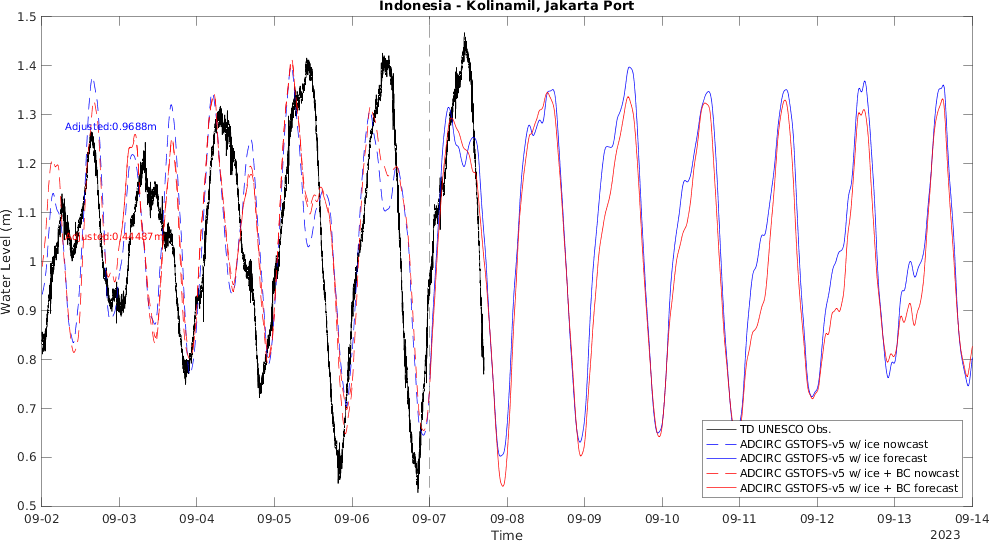 Indonesia - Kolinamil, Jakarta Port
1.5
1.4
1.3
1.2
1.1
1
0.9
0.8
0.7
0.6
0.5
Water Level (m)
Adjusted:0.9688m
Adjusted:0.44487m
TD UNESCO Obs.
ADCIRC GSTOFS-v5 w/ ice nowcast
ADCIRC GSTOFS-v5 w/ ice forecast
ADCIRC GSTOFS-v5 w/ ice + BC nowcast
ADCIRC GSTOFS-v5 w/ ice + BC forecast
09-02 09-03 09-04 09-05 09-06 09-07 09-08 09-09 09-10 09-11 09-12 09-13 09-14
Time
2023